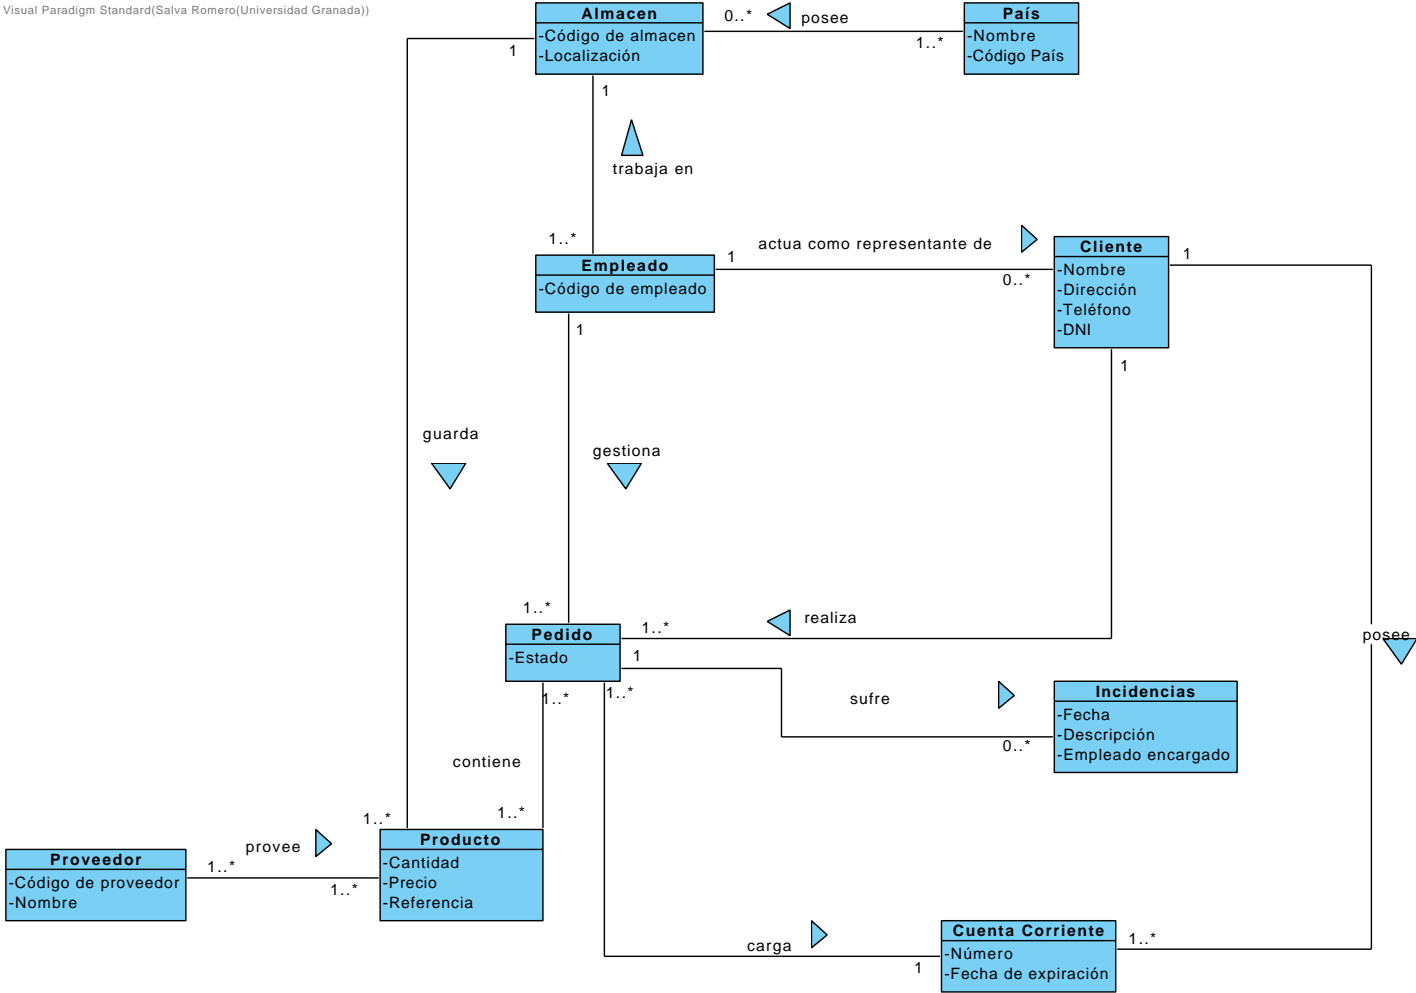 Visual Paradigm Standard(Salva Romero(Universidad Granada))
Almacen
-Código de almacen
-Localización
0..*
posee
1..*
País
-Nombre
-Código País
1
1
trabaja en
1..*
Empleado
-Código de empleado
1
actua como representante de
0..*
Cliente
-Nombre
-Dirección
-Teléfono
-DNI
1
1
1
guarda
gestiona
1..*
Pedido
-Estado
1..*
realiza
posee
1
1..*
1..*
sufre
0..*
Incidencias
-Fecha
-Descripción
-Empleado encargado
contiene
1..*
1..*
Producto
-Cantidad
-Precio
-Referencia
Proveedor
-Código de proveedor
-Nombre
1..*
provee
1..*
carga
1
Cuenta Corriente
-Número
-Fecha de expiración
1..*